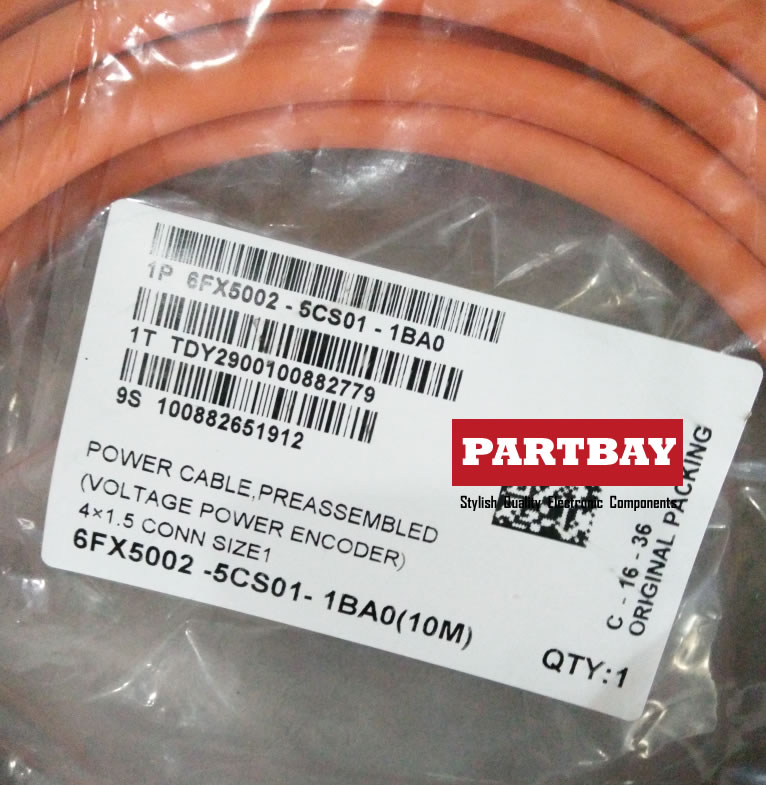 1P 6FX5002 - 5CS01 - 1BA0
1T TDY2900100882779
9S 100882651912
POWER CABLE,PREASSEMBLED
(VOLTAGE POWER ENCODER)
4×1.5 CONN SIZE1
6FX5002 -5CS01- 1BA0(10M)
PARTBAY
Stylish Quality Electronic Components
C - 16 - 36
ORIGINAL PACKING
QTY:1